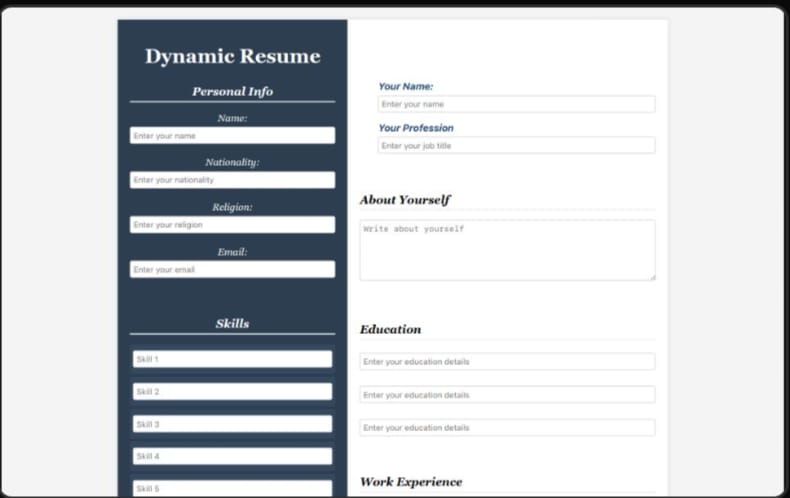 Dynamic Resume
Personal Info
Name:
Enter your name
Nationality:
Enter your nationality
Religion:
Enter your religion
Email:
Enter your email
Skills
Skill 1
Skill 2
Skill 3
Skill 4
Skill 5
Your Name:
Enter your name
Your Profession
Enter your job title
About Yourself
Write about yourself
Education
Enter your education details
Enter your education details
Enter your education details
Work Experience